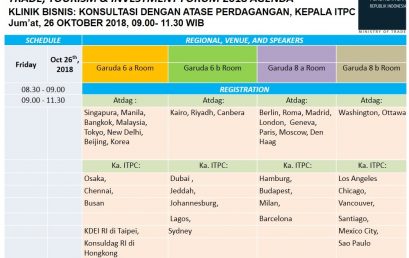 TRADE, TOURISM & INVESTMENT FORUM 2018 AGENDA
KLINIK BISNIS: KONSULTASI DENGAN ATASE PERDAGANGAN, KEPALA ITPC
Jum'at, 26 OKTOBER 2018, 09.00- 11.30 WIB
REPUBLIK INDONESIA
MINISTRY OF TRADE
SCHEDULE
REGIONAL, VENUE, AND SPEAKERS
Friday
Oct 26th, 2018
Garuda 6 a Room
Garuda 6 b Room
Garuda 8 a Room
Garuda 8 b Room
08.30 - 09.00
REGISTRATION
09.00 - 11.30
Atdag :
Atdag :
Atdag :
Atdag :
Singapura, Manila,
Bangkok, Malaysia,
Tokyo, New Delhi,
Beijing, Korea
Kairo, Riyadh, Canbera
Berlin, Roma, Madrid,
London, Geneva,
Paris, Moscow, Den
Haag
Washington, Ottawa
Ka. ITPC:
Ka. ITPC:
Ka. ITPC:
Ka. ITPC:
Osaka,
Dubai ,
Hamburg,
Los Angeles
Chennai,
Jeddah,
Budapest,
Chicago,
Busan
Johannesburg,
Milan,
Vancouver,
Lagos,
Barcelona
Santiago,
KDEI RI di Taipei,
Sydney
Mexico City,
Konsuldag RI di
Hongkong
Sao Paulo